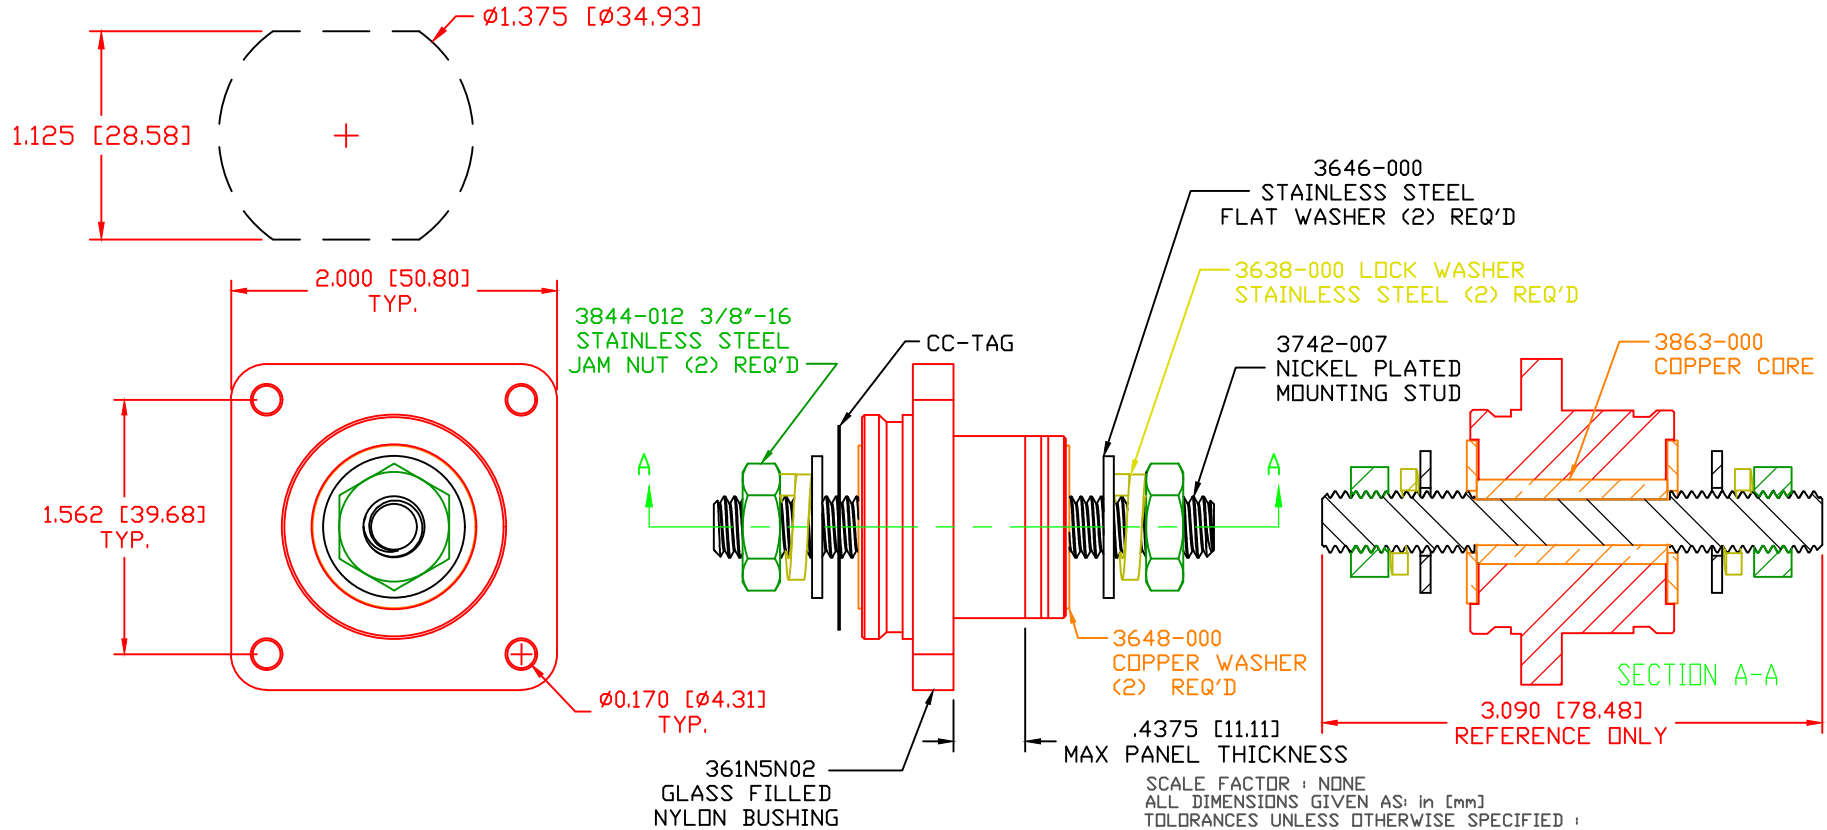 Ø1.375 [Ø34.93]
1.125 [28.58]
2.000 [50.80]
TYP.
1.562 [39.68]
TYP.
Ø0.170 [Ø4.31]
TYP.
3844-012 3/8"-16
STAINLESS STEEL
JAM NUT (2) REQ'D
CC-TAG
3646-000
STAINLESS STEEL
FLAT WASHER (2) REQ'D
3638-000 LOCK WASHER
STAINLESS STEEL (2) REQ'D
3742-007
NICKEL PLATED
MOUNTING STUD
3863-000
COPPER CORE
A
A
3648-000
COPPER WASHER
(2) REQ'D
SECTION A-A
3.090 [78.48]
REFERENCE ONLY
.4375 [11.11]
MAX PANEL THICKNESS
361N5N02
GLASS FILLED
NYLON BUSHING
SCALE FACTOR : NONE
ALL DIMENSIONS GIVEN AS: in [mm]
TOLORANCES UNLESS OTHERWISE SPECIFIED :